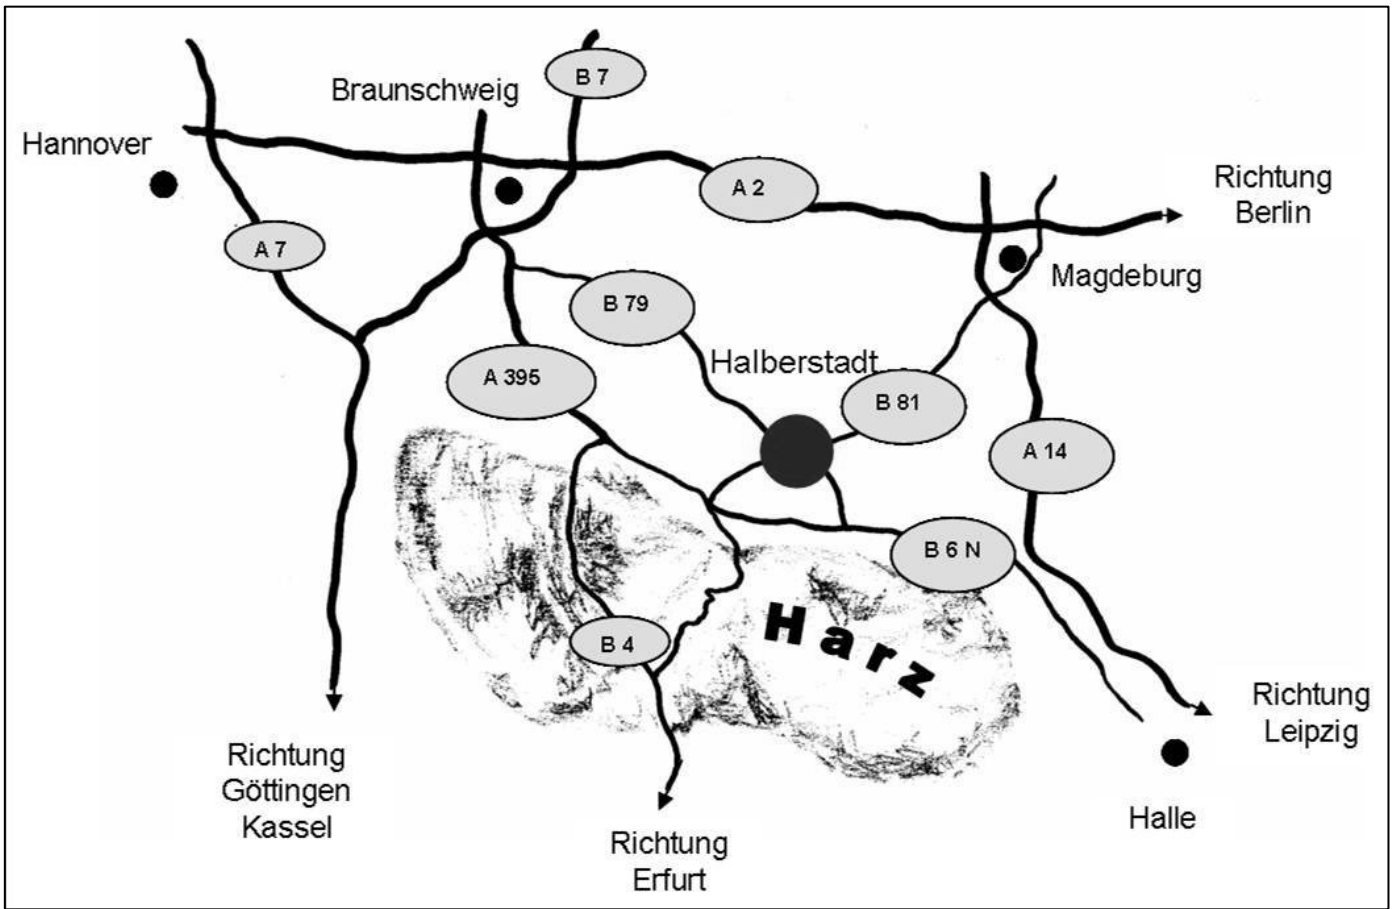 B 7
Braunschweig
Hannover
A 2
Richtung
Berlin
A 7
Magdeburg
B 79
Halberstadt
A 395
B 81
A 14
B 6 N
Harz
B 4
Richtung
Leipzig
Richtung
Göttingen
Kassel
Halle
Richtung
Erfurt